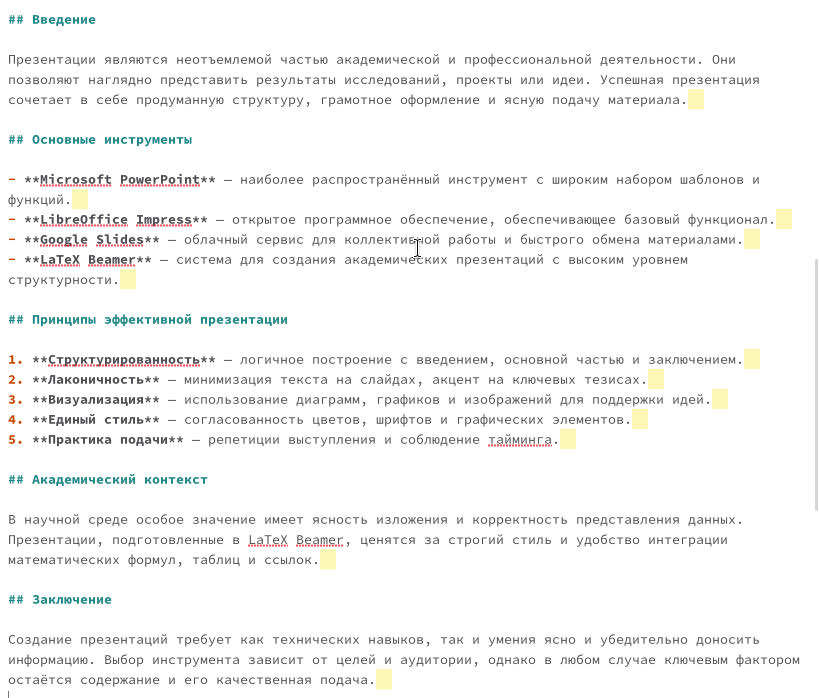 ## Введение
Презентации являются неотъемлемой частью академической и профессиональной деятельности. Они
позволяют наглядно представить результаты исследований, проекты или идеи. Успешная презентация
сочетает в себе продуманную структуру, грамотное оформление и ясную подачу материала.
## Основные инструменты
- **Microsoft PowerPoint** — наиболее распространённый инструмент с широким набором шаблонов и
функций.
- **LibreOffice Impress** — открытое программное обеспечение, обеспечивающее базовый функционал.
- **Google Slides** — облачный сервис для коллективной работы и быстрого обмена материалами.
- **LaTeX Beamer** — система для создания академических презентаций с высоким уровнем
структурности.
## Принципы эффективной презентации
1. **Структурированность** — логичное построение с введением, основной частью и заключением.
2. **Лаконичность** — минимизация текста на слайдах, акцент на ключевых тезисах.
3. **Визуализация** — использование диаграмм, графиков и изображений для поддержки идей.
4. **Единый стиль** — согласованность цветов, шрифтов и графических элементов.
5. **Практика подачи** — репетиции выступления и соблюдение тайминга.
## Академический контекст
В научной среде особое значение имеет ясность изложения и корректность представления данных.
Презентации, подготовленные в LaTeX Beamer, ценятся за строгий стиль и удобство интеграции
математических формул, таблиц и ссылок.
## Заключение
Создание презентаций требует как технических навыков, так и умения ясно и убедительно доносить
информацию. Выбор инструмента зависит от целей и аудитории, однако в любом случае ключевым фактором
остаётся содержание и его качественная подача.